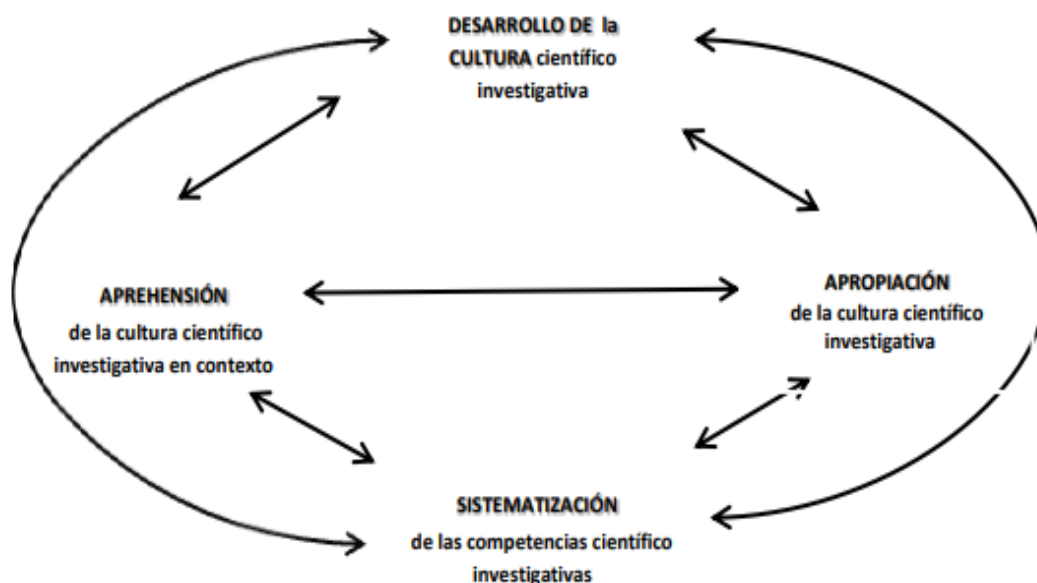 DESARROLLO DE la
CULTURA científico
investigativa
APREHENSIÓN
de la cultura científico
investigativa en contexto
APROPIACIÓN
de la cultura científico
investigativa
SISTEMATIZACIÓN
de las competencias científico
investigativas